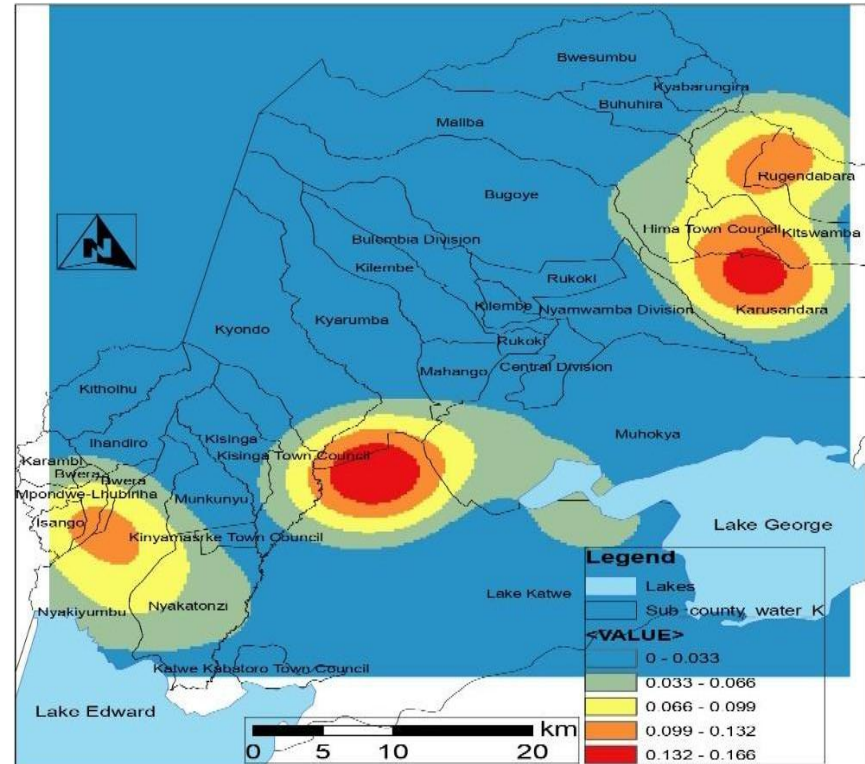 Bwesumbu
Kyabarungira
Buhuhira
Maliba
Rugendabara
Bugoye
N
Hima Town Council
Kitswamba
Bulembia Division
Kilembe
Rukoki
Kilembe
Nyamwamba Division
Karusandara
Kyondo
Kyarumba
Rukoki
Mahango
Central Division
Kitholhu
Muhokya
Ihandiro
Kisinga
Kisinga Town Council
Karambi
Bwera
Bwera
Mpondwe-Lhubiriha
Munkunyu
Isango
Kinyamasrke Town Council
Lake George
Lake Katwe
Nyakiyumbu
Nyakatonzi
Katwe Kabatoro Town Council
Lake Edward
km
0 5 10 20
Legend
Lakes
Sub_county_water_K
<VALUE>
0 - 0.033
0.033 - 0.066
0.066 - 0.099
0.099 - 0.132
0.132 - 0.166